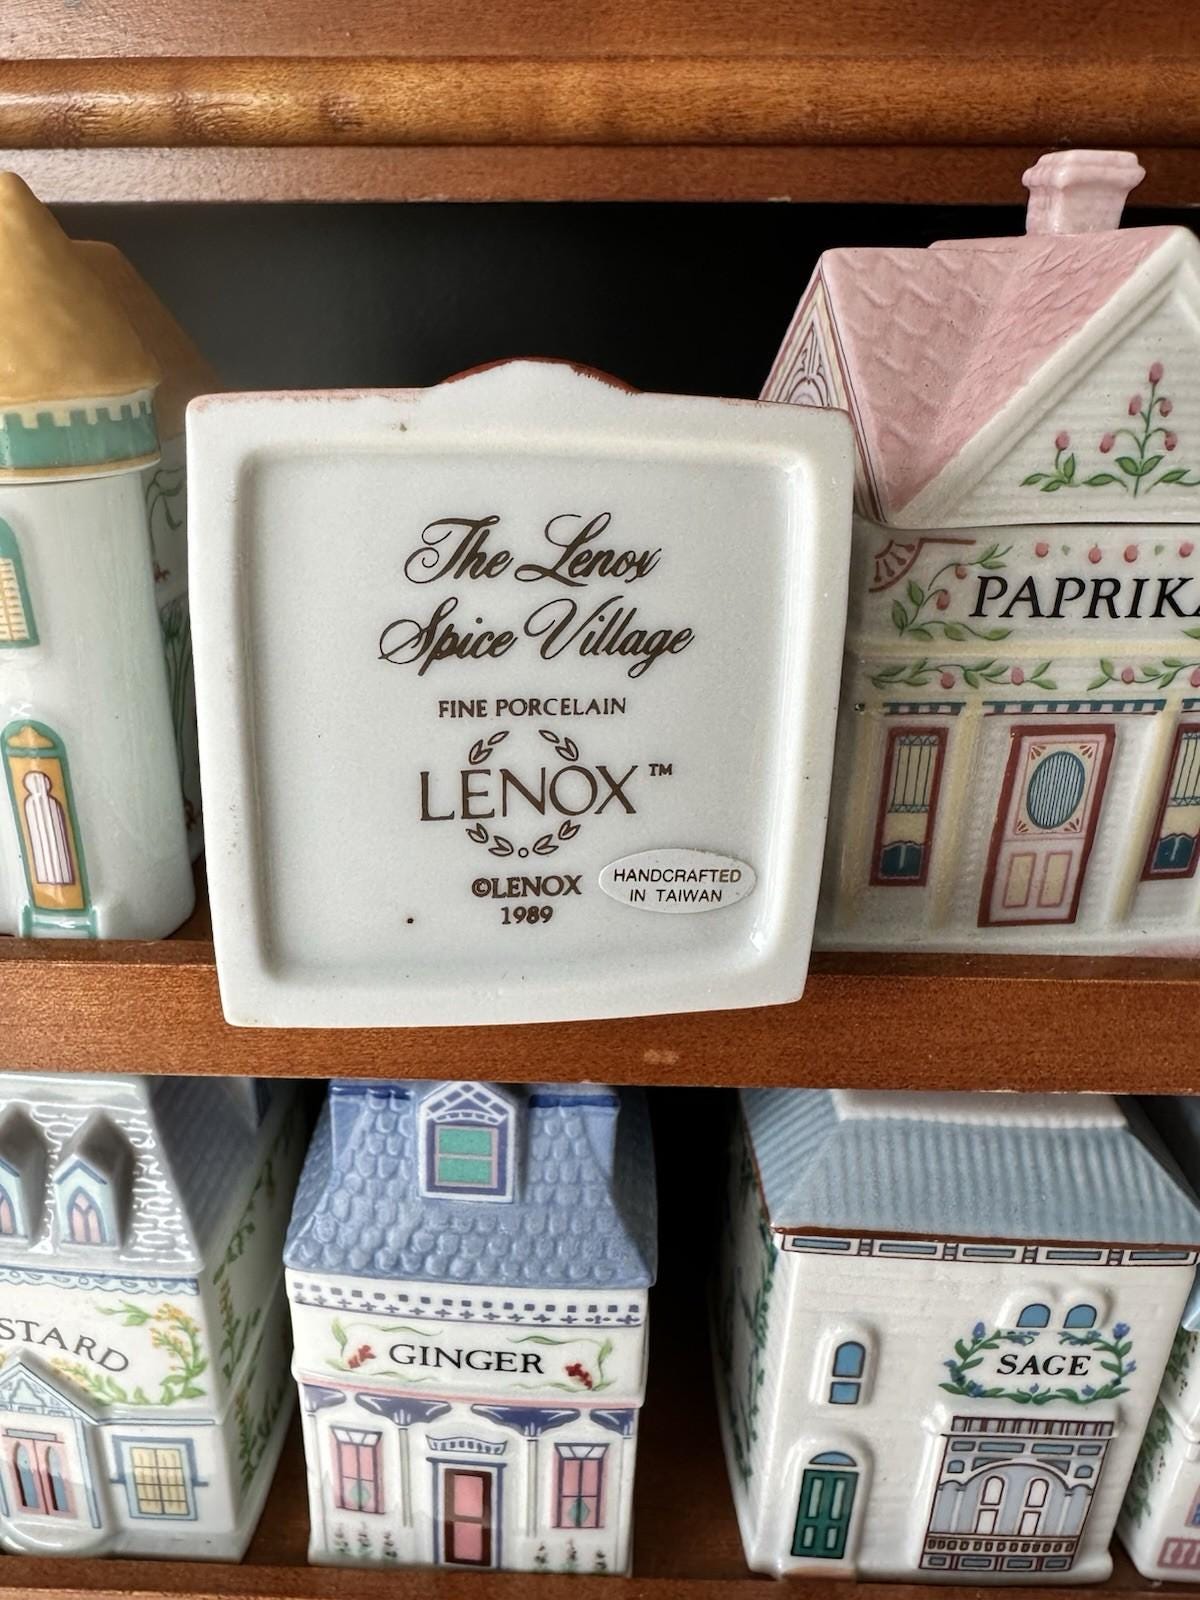 The Lenox
Spice Village
FINE PORCELAIN
LENOX™
©LENOX
1989
HANDCRAFTED
IN TAIWAN
PAPRIKA
STARD
GINGER
SAGE